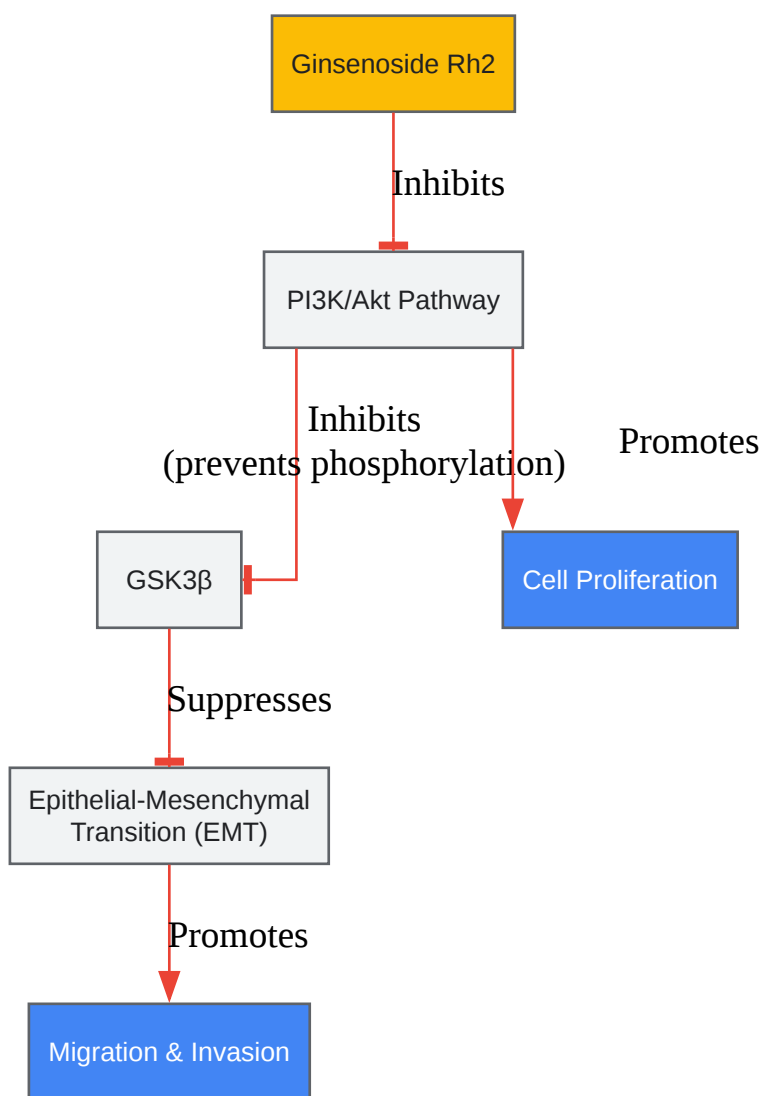 Ginsenoside Rh2
Inhibits
PI3K/Akt Pathway
Inhibits
(prevents phosphorylation)
Promotes
GSK3β
Cell Proliferation
Suppresses
Epithelial-Mesenchymal
Transition (EMT)
Promotes
Migration & Invasion